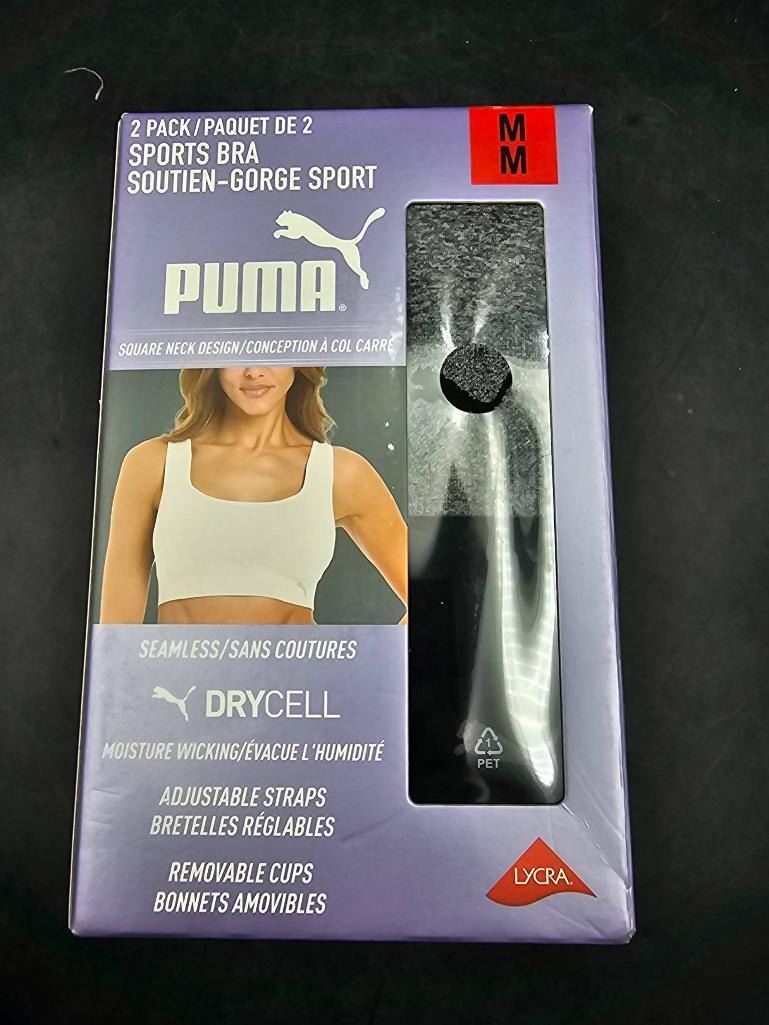 2 PACK/PAQUET DE 2
SPORTS BRA
SOUTIEN-GORGE SPORT
M
M
PUMA®
SQUARE NECK DESIGN/CONCEPTION À COL CARRÉ
SEAMLESS/SANS COUTURES
DRYCELL
MOISTURE WICKING/ÉVACUE L'HUMIDITÉ
ADJUSTABLE STRAPS
BRETELLES RÉGLABLES
REMOVABLE CUPS
BONNETS AMOVIBLES
1
PET
LYCRA®